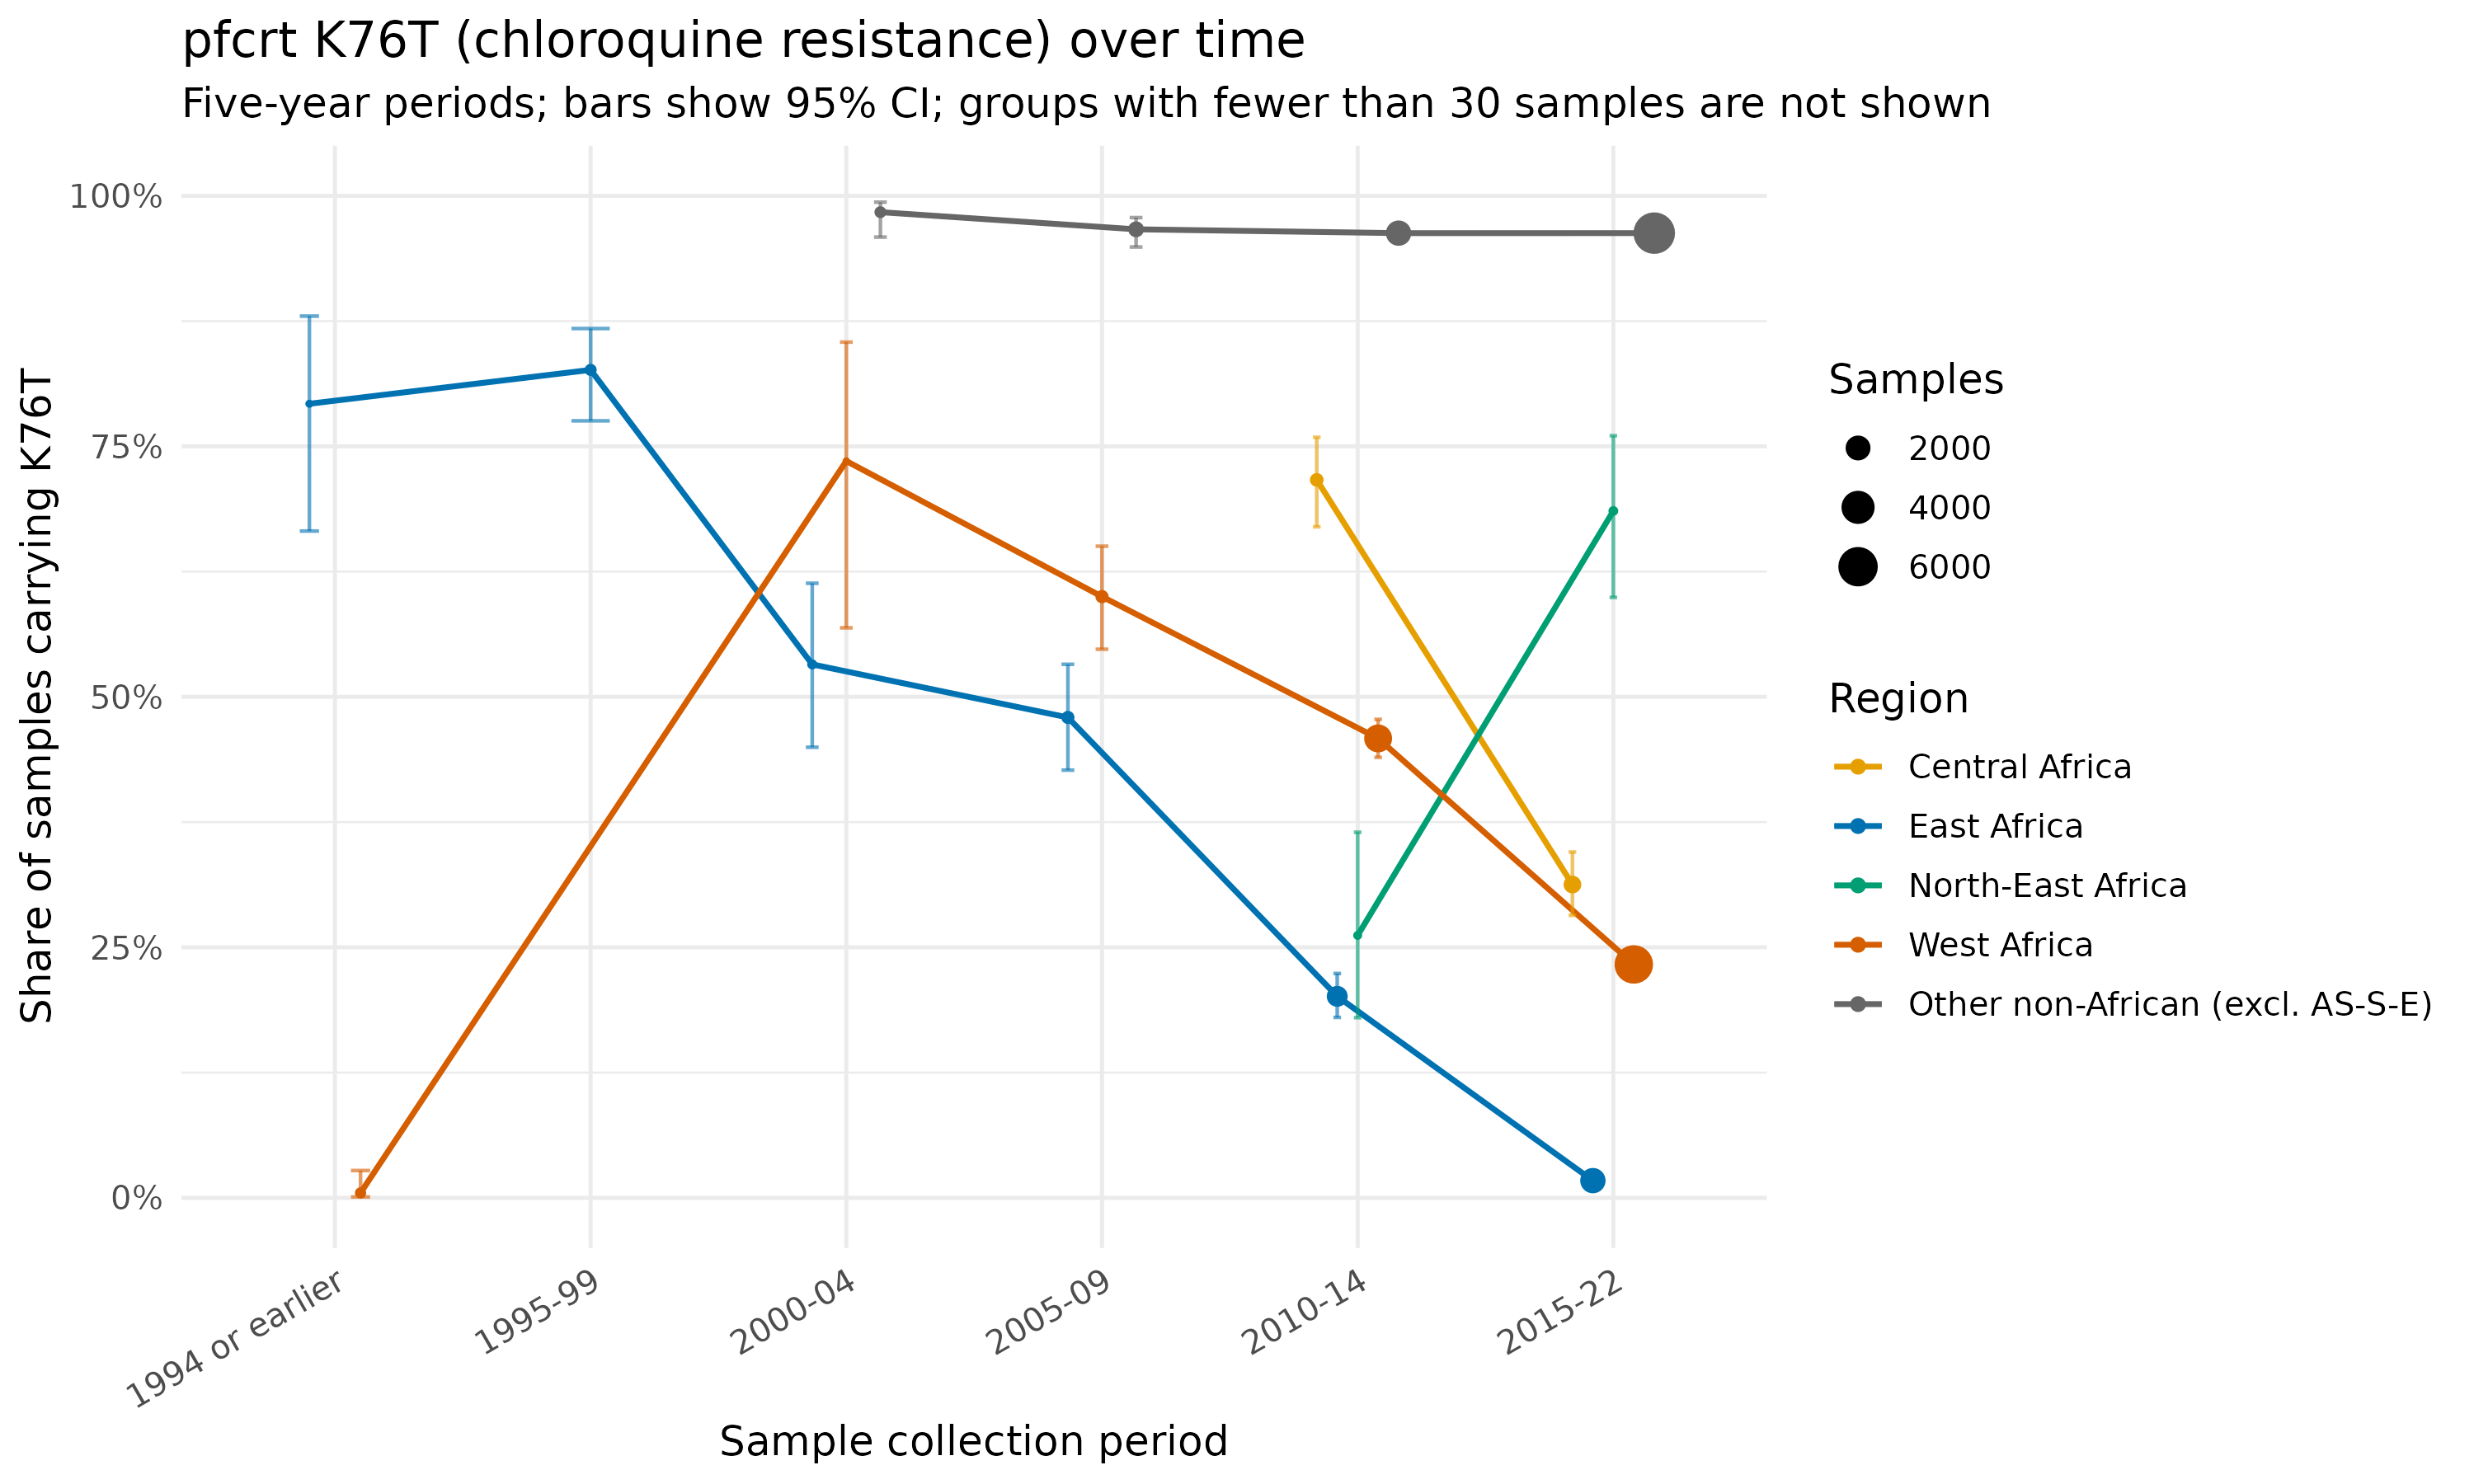 pfcrt K76T (chloroquine resistance) over time
Five-year periods; bars show 95% CI; groups with fewer than 30 samples are not shown
Share of samples carrying K76T
100%
75%
50%
25%
0%
1994 or earlier
1995-99
2000-04
2005-09
2010-14
2015-22
Sample collection period
Samples
2000
4000
6000
Region
Central Africa
East Africa
North-East Africa
West Africa
Other non-African (excl. AS-S-E)